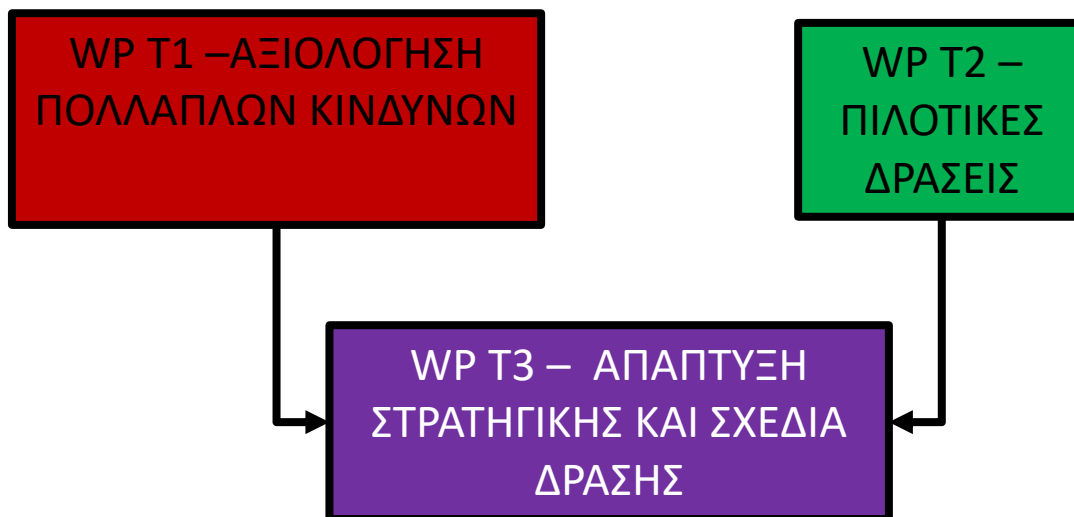 WP T1 –ΑΞΙΟΛΟΓΗΣΗ
ΠΟΛΛΑΠΛΩΝ ΚΙΝΔΥΝΩΝ
WP T2 –
ΠΙΛΟΤΙΚΕΣ
ΔΡΑΣΕΙΣ
WP T3 – ΑΠΑΠΤΥΞΗ
ΣΤΡΑΤΗΓΙΚΗΣ ΚΑΙ ΣΧΕΔΙΑ
ΔΡΑΣΗΣ